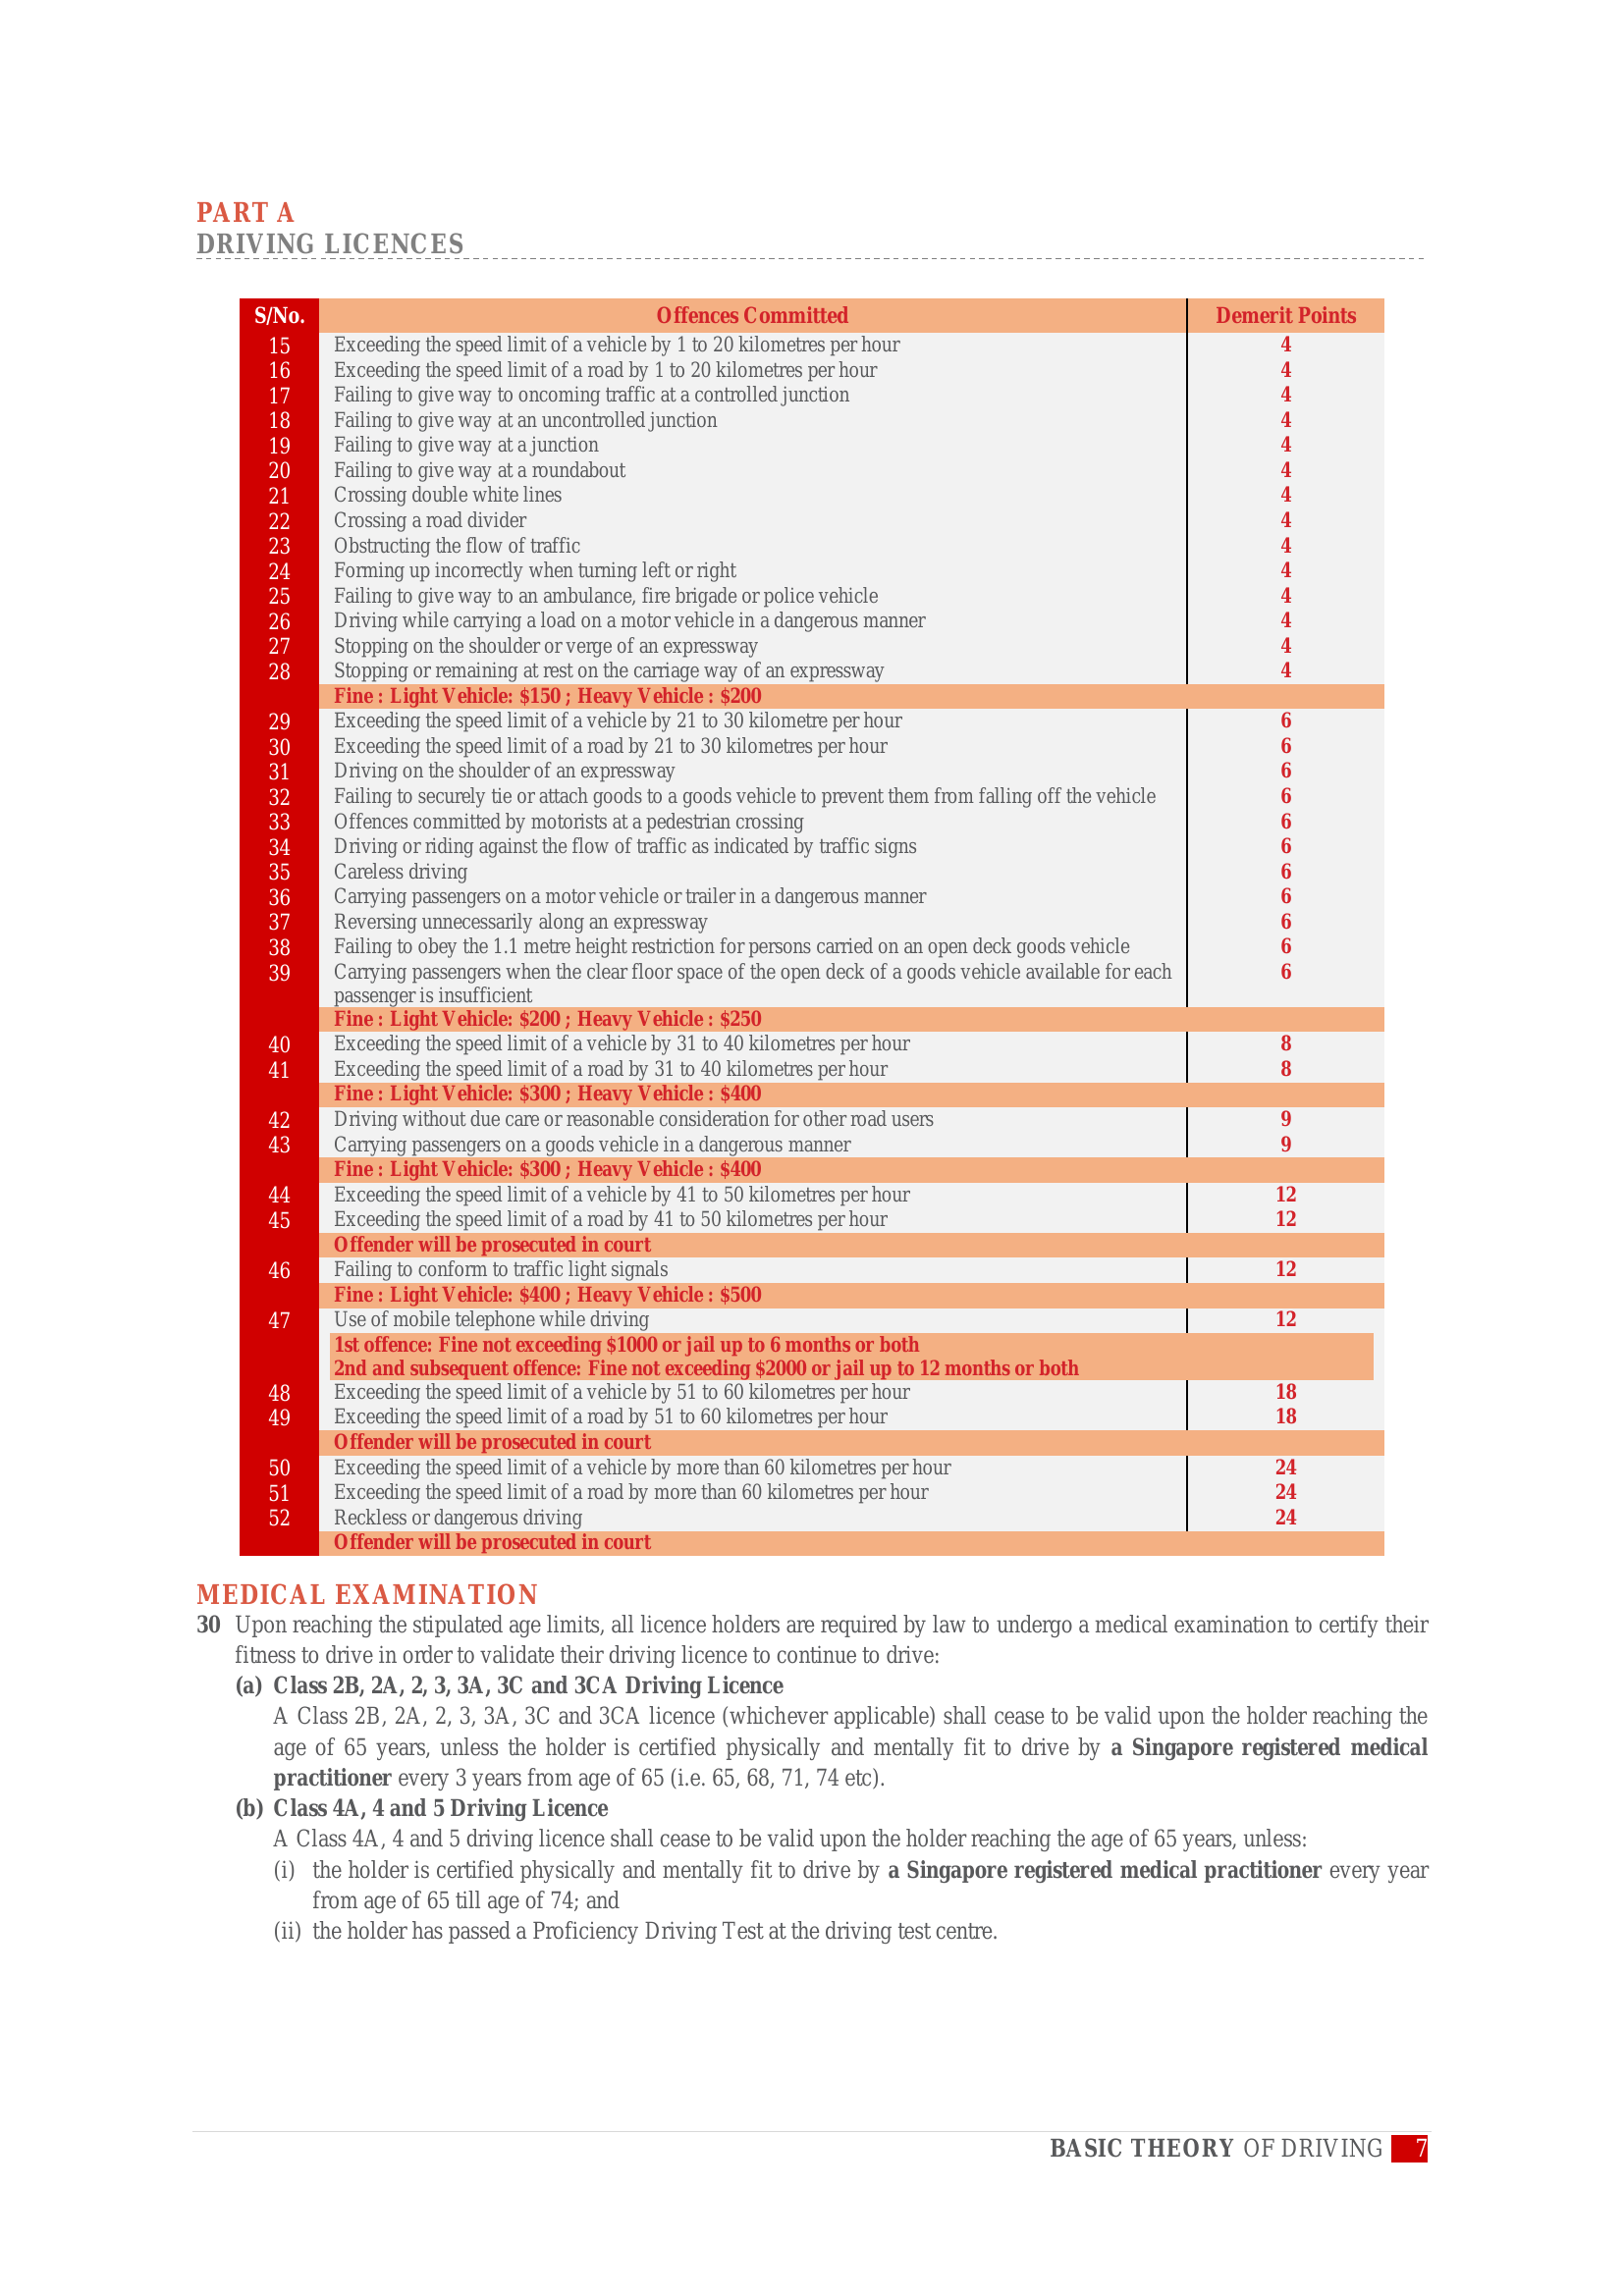 PART A
DRIVING LICENCES
S/No. Offences Committed Demerit Points
15 Exceeding the speed limit of a vehicle by 1 to 20 kilometres per hour 4
16 Exceeding the speed limit of a road by 1 to 20 kilometres per hour 4
17 Failing to give way to oncoming traffic at a controlled junction 4
18 Failing to give way at an uncontrolled junction 4
19 Failing to give way at a junction 4
20 Failing to give way at a roundabout 4
21 Crossing double white lines 4
22 Crossing a road divider 4
23 Obstructing the flow of traffic 4
24 Forming up incorrectly when turning left or right 4
25 Failing to give way to an ambulance, fire brigade or police vehicle 4
26 Driving while carrying a load on a motor vehicle in a dangerous manner 4
27 Stopping on the shoulder or verge of an expressway 4
28 Stopping or remaining at rest on the carriage way of an expressway 4
Fine : Light Vehicle: $150 ; Heavy Vehicle : $200
29 Exceeding the speed limit of a vehicle by 21 to 30 kilometre per hour 6
30 Exceeding the speed limit of a road by 21 to 30 kilometres per hour 6
31 Driving on the shoulder of an expressway 6
32 Failing to securely tie or attach goods to a goods vehicle to prevent them from falling off the vehicle 6
33 Offences committed by motorists at a pedestrian crossing 6
34 Driving or riding against the flow of traffic as indicated by traffic signs 6
35 Careless driving 6
36 Carrying passengers on a motor vehicle or trailer in a dangerous manner 6
37 Reversing unnecessarily along an expressway 6
38 Failing to obey the 1.1 metre height restriction for persons carried on an open deck goods vehicle 6
39 Carrying passengers when the clear floor space of the open deck of a goods vehicle available for each 6
passenger is insufficient
Fine : Light Vehicle: $200 ; Heavy Vehicle : $250
40 Exceeding the speed limit of a vehicle by 31 to 40 kilometres per hour 8
41 Exceeding the speed limit of a road by 31 to 40 kilometres per hour 8
Fine : Light Vehicle: $300 ; Heavy Vehicle : $400
42 Driving without due care or reasonable consideration for other road users 9
43 Carrying passengers on a goods vehicle in a dangerous manner 9
Fine : Light Vehicle: $300 ; Heavy Vehicle : $400
44 Exceeding the speed limit of a vehicle by 41 to 50 kilometres per hour 12
45 Exceeding the speed limit of a road by 41 to 50 kilometres per hour 12
Offender will be prosecuted in court
46 Failing to conform to traffic light signals 12
Fine : Light Vehicle: $400 ; Heavy Vehicle : $500
47 Use of mobile telephone while driving 12
1st offence: Fine not exceeding $1000 or jail up to 6 months or both
2nd and subsequent offence: Fine not exceeding $2000 or jail up to 12 months or both
48 Exceeding the speed limit of a vehicle by 51 to 60 kilometres per hour 18
49 Exceeding the speed limit of a road by 51 to 60 kilometres per hour 18
Offender will be prosecuted in court
50 Exceeding the speed limit of a vehicle by more than 60 kilometres per hour 24
51 Exceeding the speed limit of a road by more than 60 kilometres per hour 24
52 Reckless or dangerous driving 24
Offender will be prosecuted in court
MEDICAL EXAMINATION
30 Upon reaching the stipulated age limits, all licence holders are required by law to undergo a medical examination to certify their
fitness to drive in order to validate their driving licence to continue to drive:
(a) Class 2B, 2A, 2, 3, 3A, 3C and 3CA Driving Licence
A Class 2B, 2A, 2, 3, 3A, 3C and 3CA licence (whichever applicable) shall cease to be valid upon the holder reaching the
age of 65 years, unless the holder is certified physically and mentally fit to drive by a Singapore registered medical
practitioner every 3 years from age of 65 (i.e. 65, 68, 71, 74 etc).
(b) Class 4A, 4 and 5 Driving Licence
A Class 4A, 4 and 5 driving licence shall cease to be valid upon the holder reaching the age of 65 years, unless:
(i) the holder is certified physically and mentally fit to drive by a Singapore registered medical practitioner every year
from age of 65 till age of 74; and
(ii) the holder has passed a Proficiency Driving Test at the driving test centre.
BASIC THEORY OF DRIVING 7